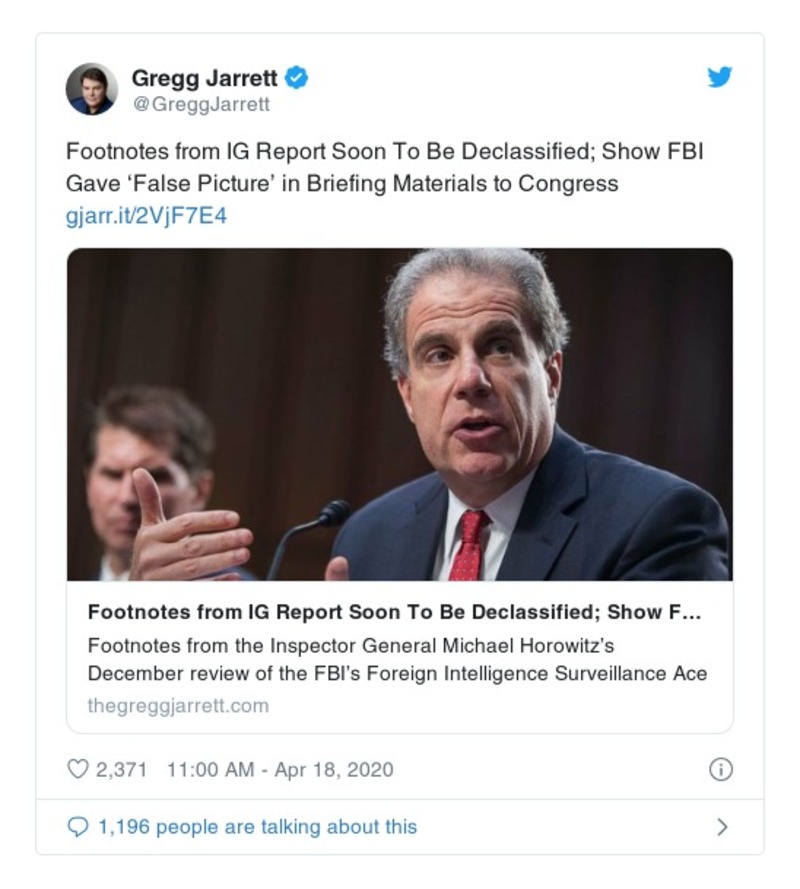 Gregg Jarrett
@GreggJarrett
Footnotes from IG Report Soon To Be Declassified; Show FBI
Gave ‘False Picture’ in Briefing Materials to Congress
gjarr.it/2VjF7E4
Footnotes from IG Report Soon To Be Declassified; Show F...
Footnotes from the Inspector General Michael Horowitz’s
December review of the FBI’s Foreign Intelligence Surveillance Ace
thegreggjarrett.com
2,371 11:00 AM - Apr 18, 2020
1,196 people are talking about this